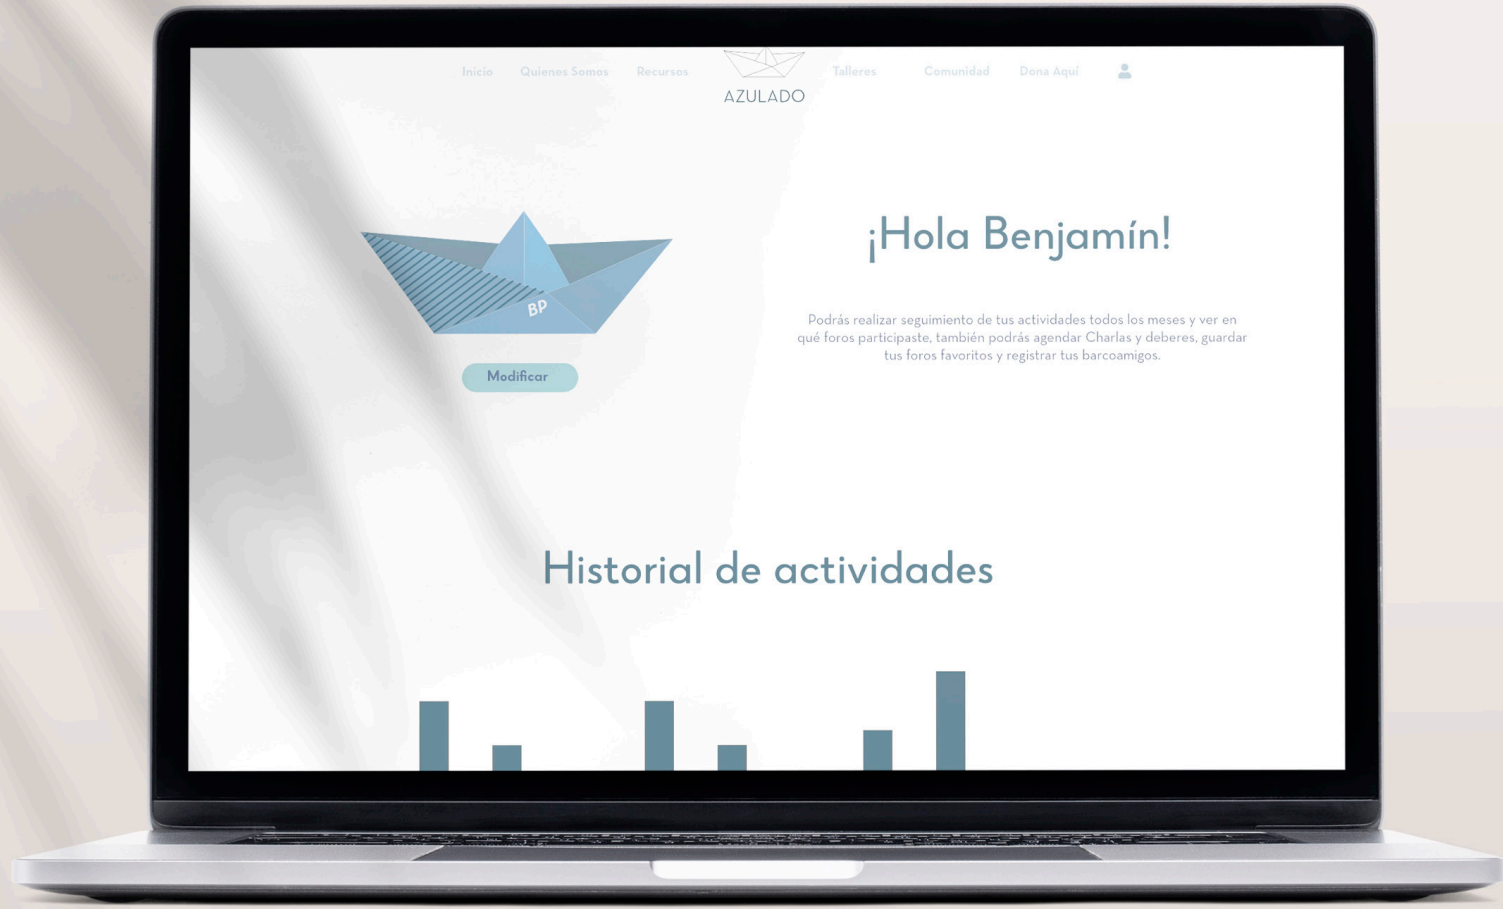 Inicio Quienes Somos Recursos Talleres Comunidad Dona Aquí
AZULADO
BP
Modificar
¡Hola Benjamín!
Podrás realizar seguimiento de tus actividades todos los meses y ver en
qué foros participaste, también podrás agendar Charlas y deberes, guardar
tus foros favoritos y registrar tus barcoamigos.
Historial de actividades